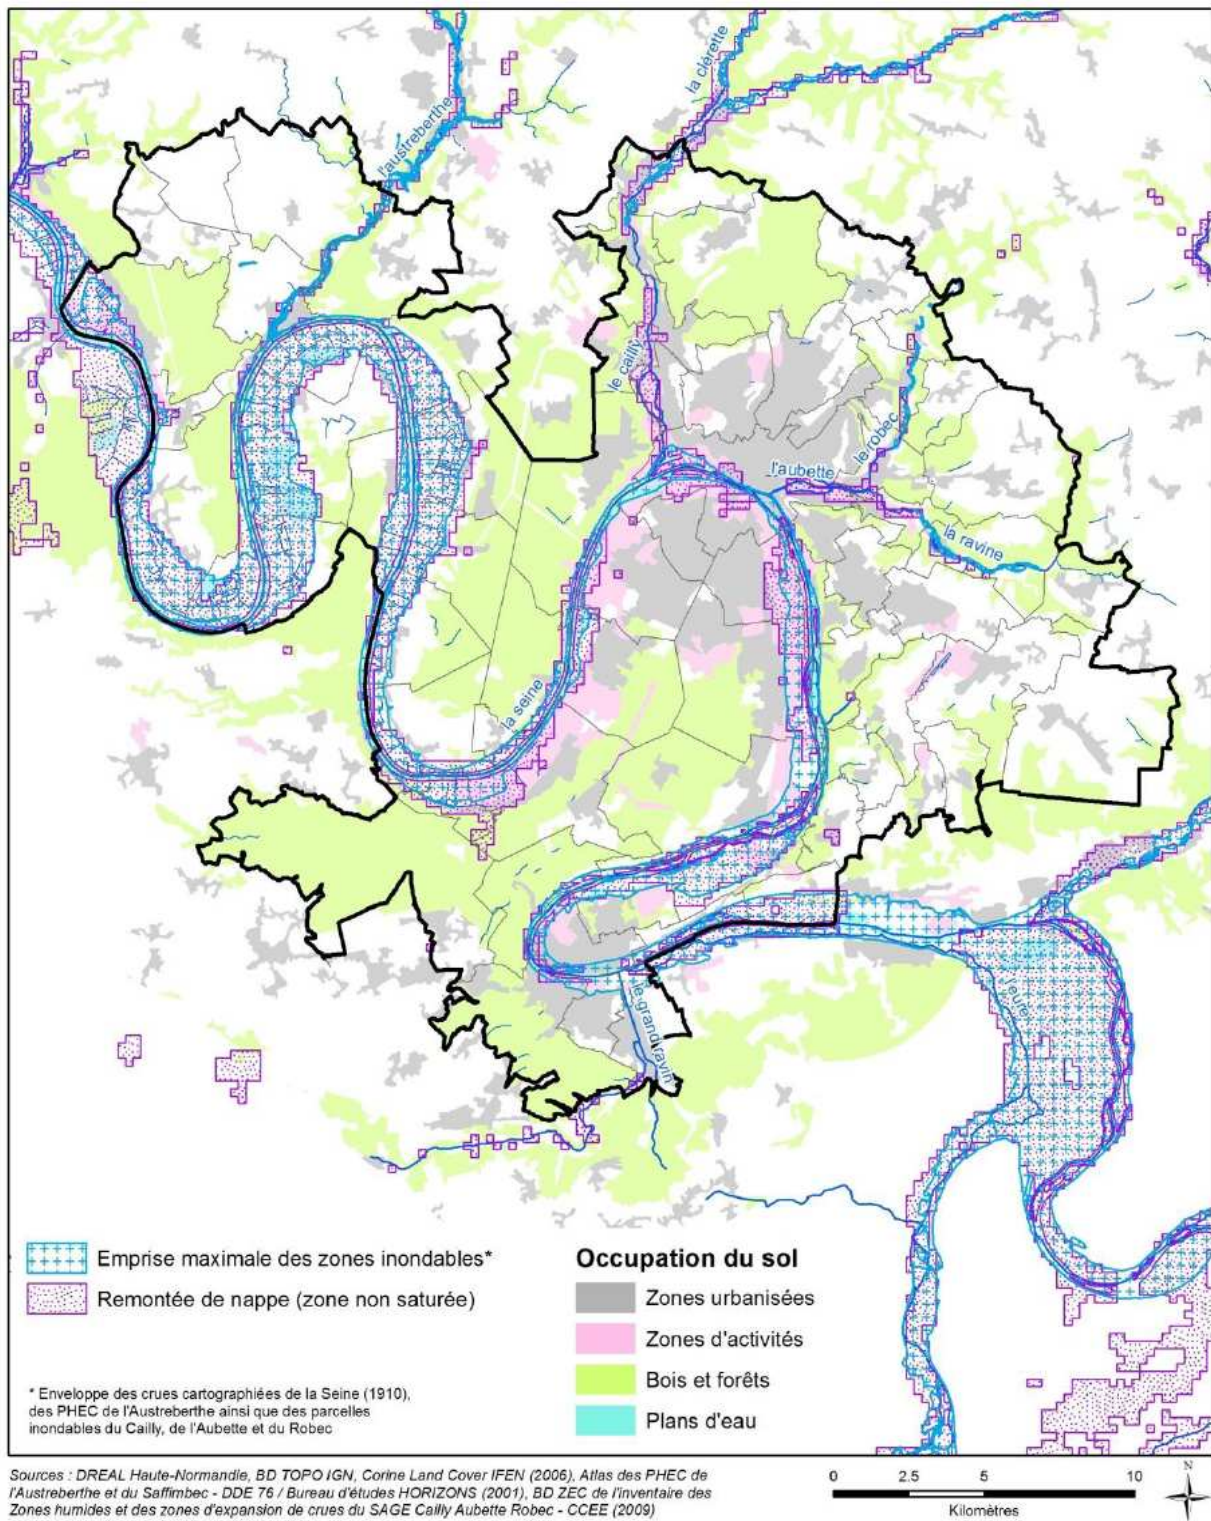 la clérette
l'austreberthe
le cailly
le robec
l'aubette
la ravine
la seine
l'eure
le grand ravin
Emprise maximale des zones inondables*
Remontée de nappe (zone non saturée)
* Enveloppe des crues cartographiées de la Seine (1910),
des PHEC de l'Austreberthe ainsi que des parcelles
inondables du Cailly, de l'Aubette et du Robec
Occupation du sol
Zones urbanisées
Zones d'activités
Bois et forêts
Plans d'eau
Sources : DREAL Haute-Normandie, BD TOPO IGN, Corine Land Cover IFEN (2006), Atlas des PHEC de
l'Austreberthe et du Saffimbec - DDE 76 / Bureau d'études HORIZONS (2001), BD ZEC de l'inventaire des
Zones humides et des zones d'expansion de crues du SAGE Cailly Aubette Robec - CCEE (2009)
0 2.5 5 10
Kilomètres
N